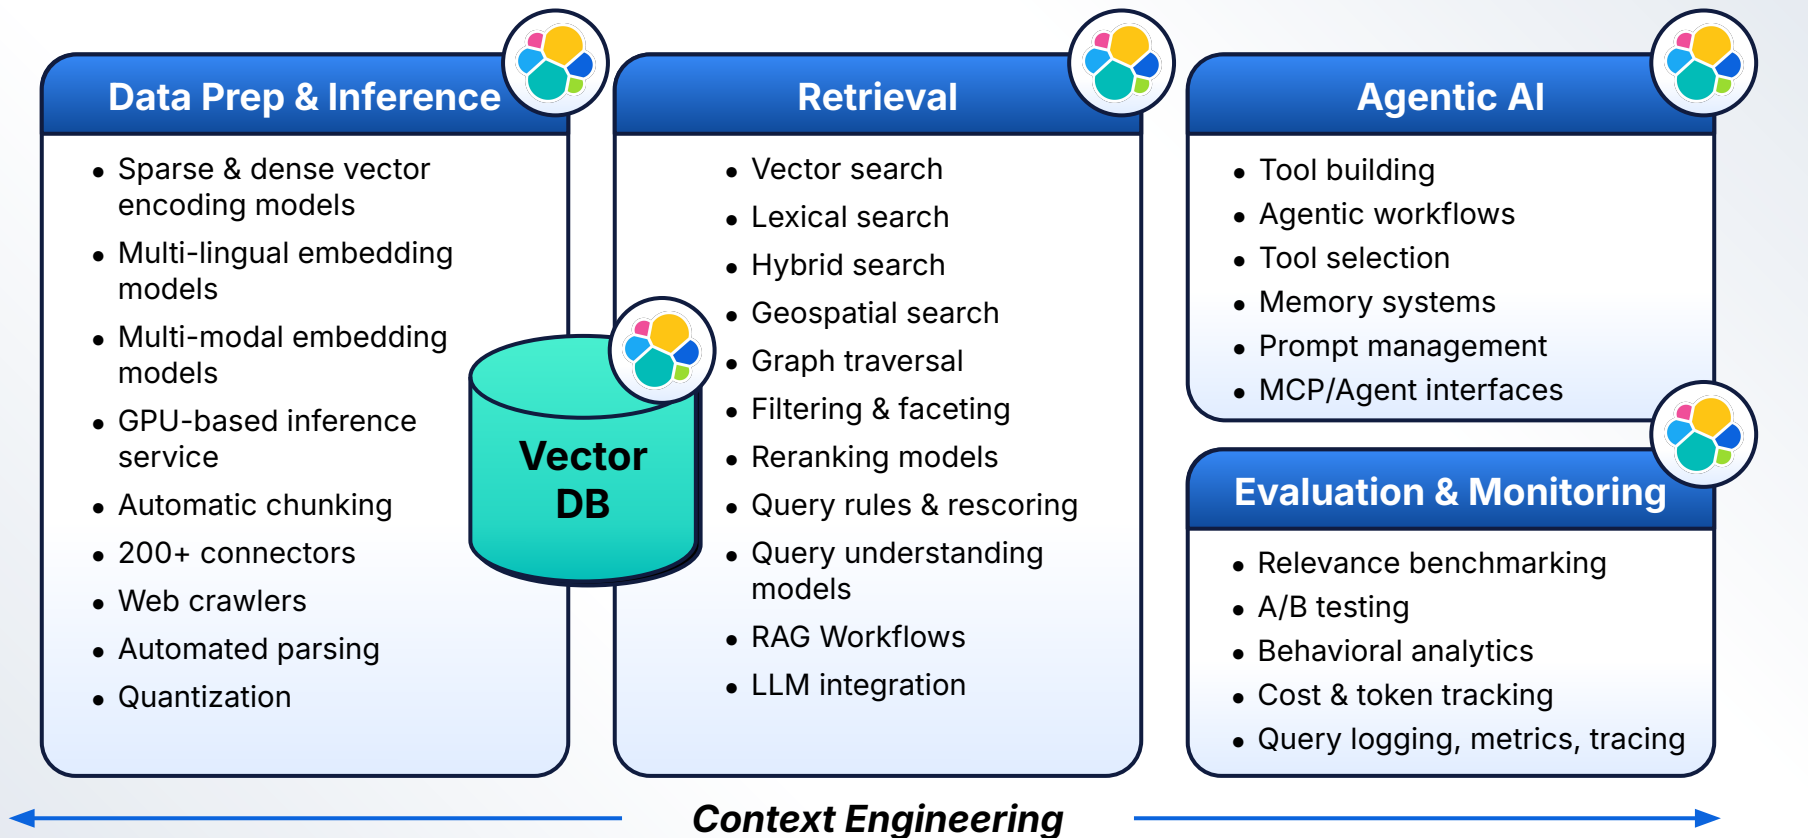 Data Prep & Inference
• Sparse & dense vector
encoding models
• Multi-lingual embedding
models
• Multi-modal embedding
models
• GPU-based inference
service
• Automatic chunking
• 200+ connectors
• Web crawlers
• Automated parsing
• Quantization
Vector
DB
Retrieval
• Vector search
• Lexical search
• Hybrid search
• Geospatial search
• Graph traversal
• Filtering & faceting
• Reranking models
• Query rules & rescoring
• Query understanding
models
• RAG Workflows
• LLM integration
Agentic AI
• Tool building
• Agentic workflows
• Tool selection
• Memory systems
• Prompt management
• MCP/Agent interfaces
Evaluation & Monitoring
• Relevance benchmarking
• A/B testing
• Behavioral analytics
• Cost & token tracking
• Query logging, metrics, tracing
Context Engineering